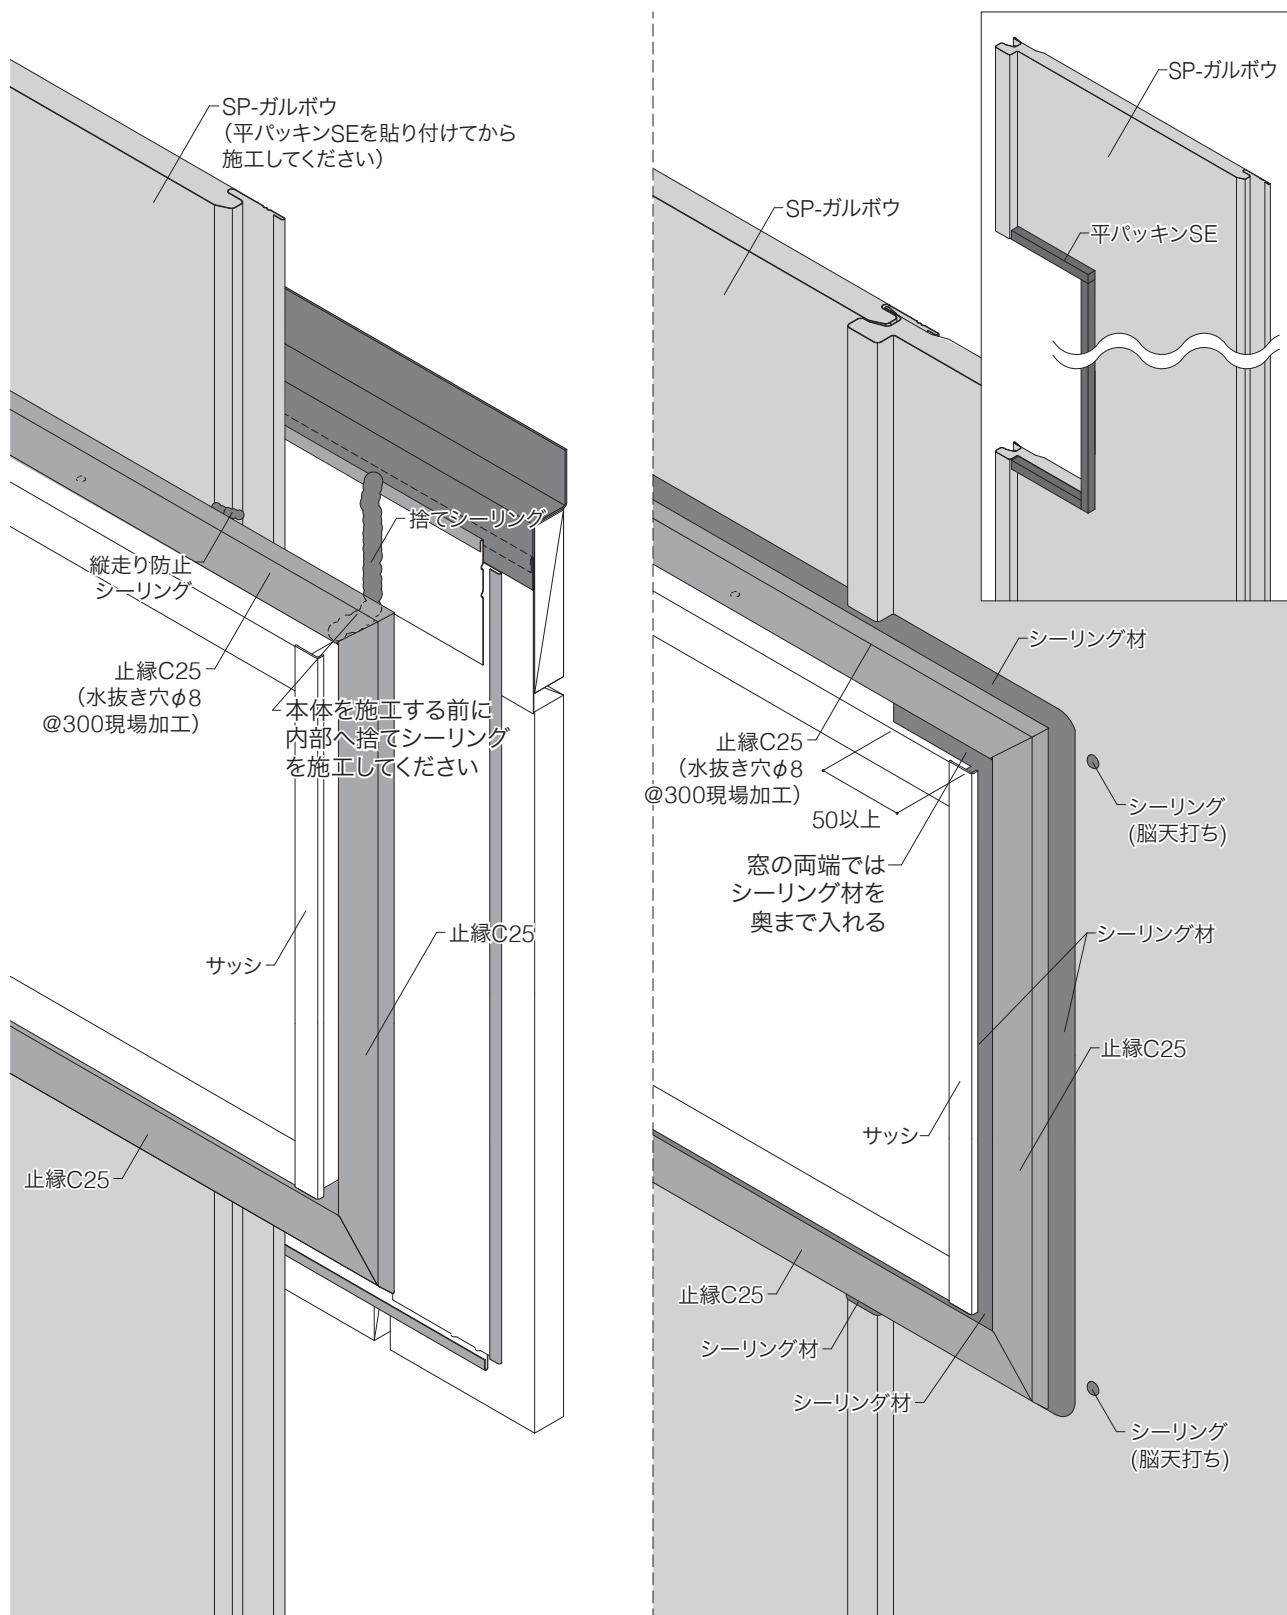 SP-ガルボウ
（平パッキンSEを貼り付けてから
施工してください）
捨てシーリング
縦走り防止
シーリング
止縁C25
（水抜き穴φ8
@300現場加工）
本体を施工する前に
内部へ捨てシーリング
を施工してください
サッシ
止縁C25
止縁C25
SP-ガルボウ
平パッキンSE
SP-ガルボウ
シーリング材
止縁C25
（水抜き穴φ8
@300現場加工）
50以上
シーリング
(脳天打ち)
窓の両端では
シーリング材を
奥まで入れる
シーリング材
止縁C25
サッシ
止縁C25
シーリング材
シーリング材
シーリング
(脳天打ち)